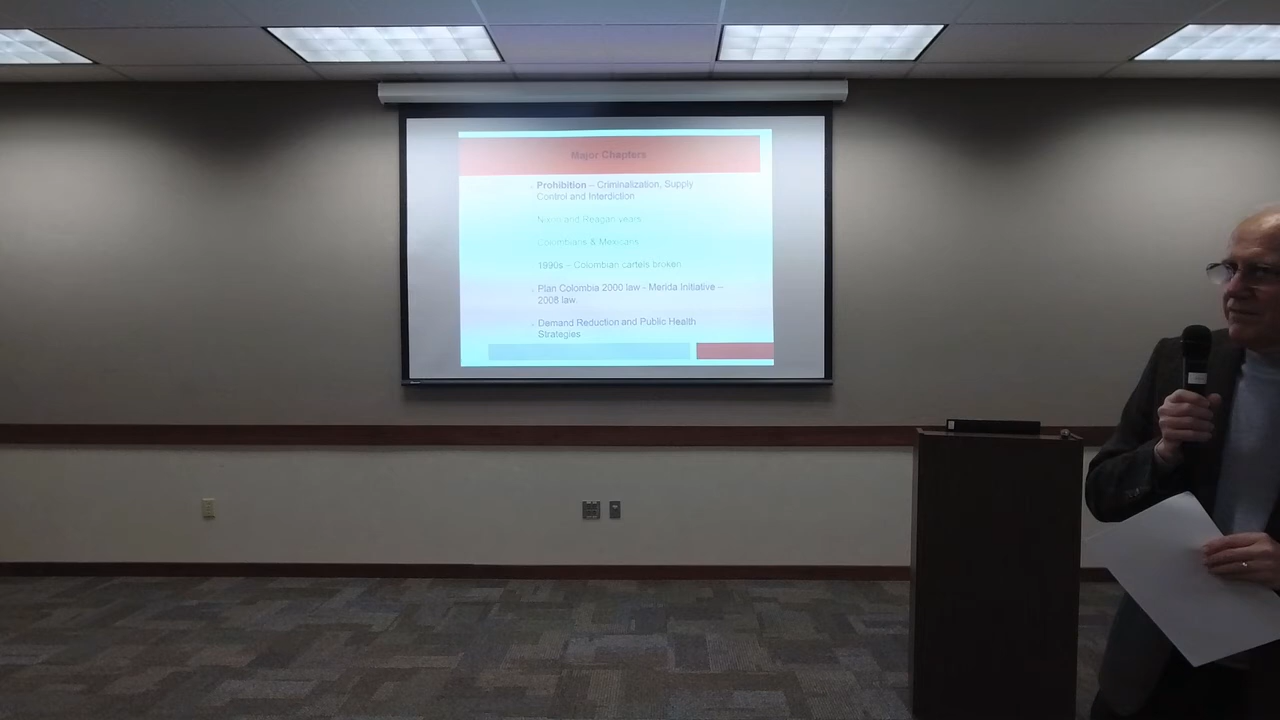 Major Chapters
Prohibition – Criminalization, Supply
Control and Interdiction
Nixon and Reagan years
Colombians & Mexicans
1990s – Colombian cartels broken
Plan Colombia 2000 law - Merida Initiative –
2008 law
Demand Reduction and Public Health
Strategies